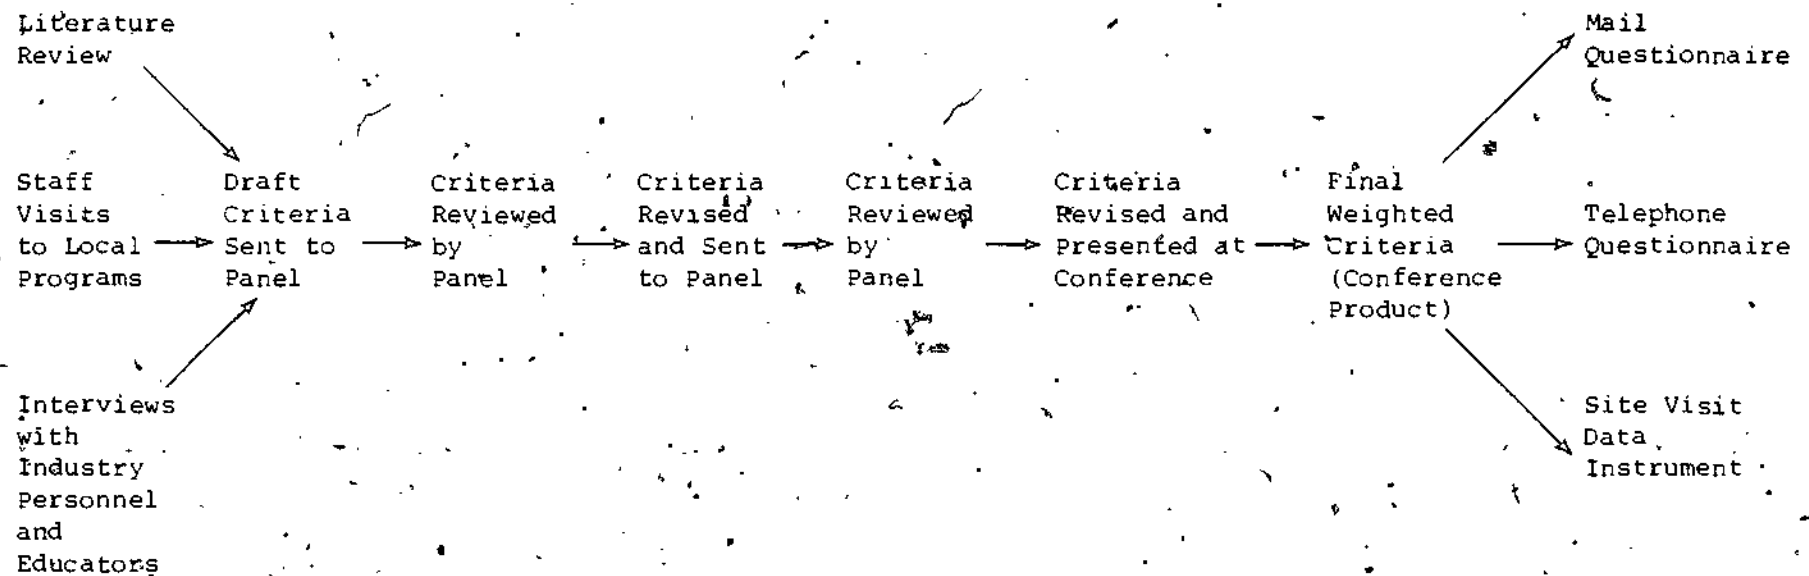 Literature
Review
Staff
Visits
to Local
Programs
Interviews
with
Industry
Personnel
and
Educators
Draft
Criteria
Sent to
Panel
Criteria
Reviewed
by
Panel
Criteria
Revised
and Sent
to Panel
Criteria
Reviewed
by
Panel
Criteria
Revised and
Presented at
Conference
Final
Weighted
Criteria
(Conference
Product)
Mail
Questionnaire
Telephone
Questionnaire
Site Visit
Data
Instrument